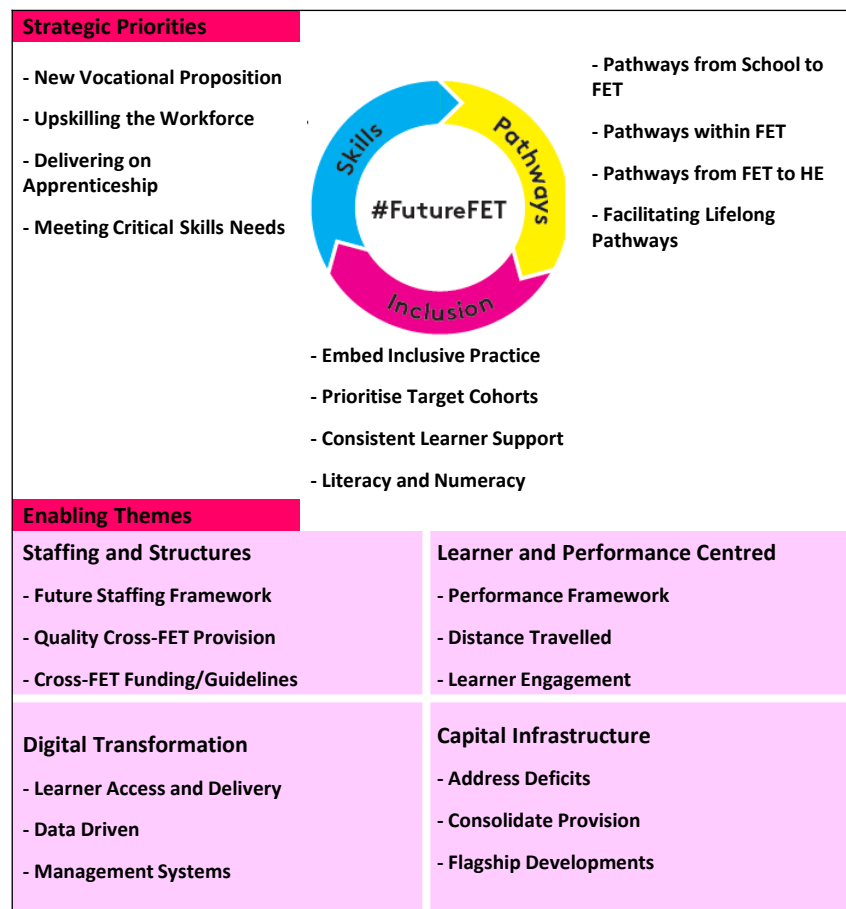 Strategic Priorities
- New Vocational Proposition
- Upskilling the Workforce
- Delivering on
Apprenticeship
- Meeting Critical Skills Needs
Skills
Pathways
#FutureFET
Inclusion
- Pathways from School to
FET
- Pathways within FET
- Pathways from FET to HE
- Facilitating Lifelong
Pathways
- Embed Inclusive Practice
- Prioritise Target Cohorts
- Consistent Learner Support
- Literacy and Numeracy
Enabling Themes
Staffing and Structures
- Future Staffing Framework
- Quality Cross-FET Provision
- Cross-FET Funding/Guidelines
Learner and Performance Centred
- Performance Framework
- Distance Travelled
- Learner Engagement
Digital Transformation
- Learner Access and Delivery
- Data Driven
- Management Systems
Capital Infrastructure
- Address Deficits
- Consolidate Provision
- Flagship Developments